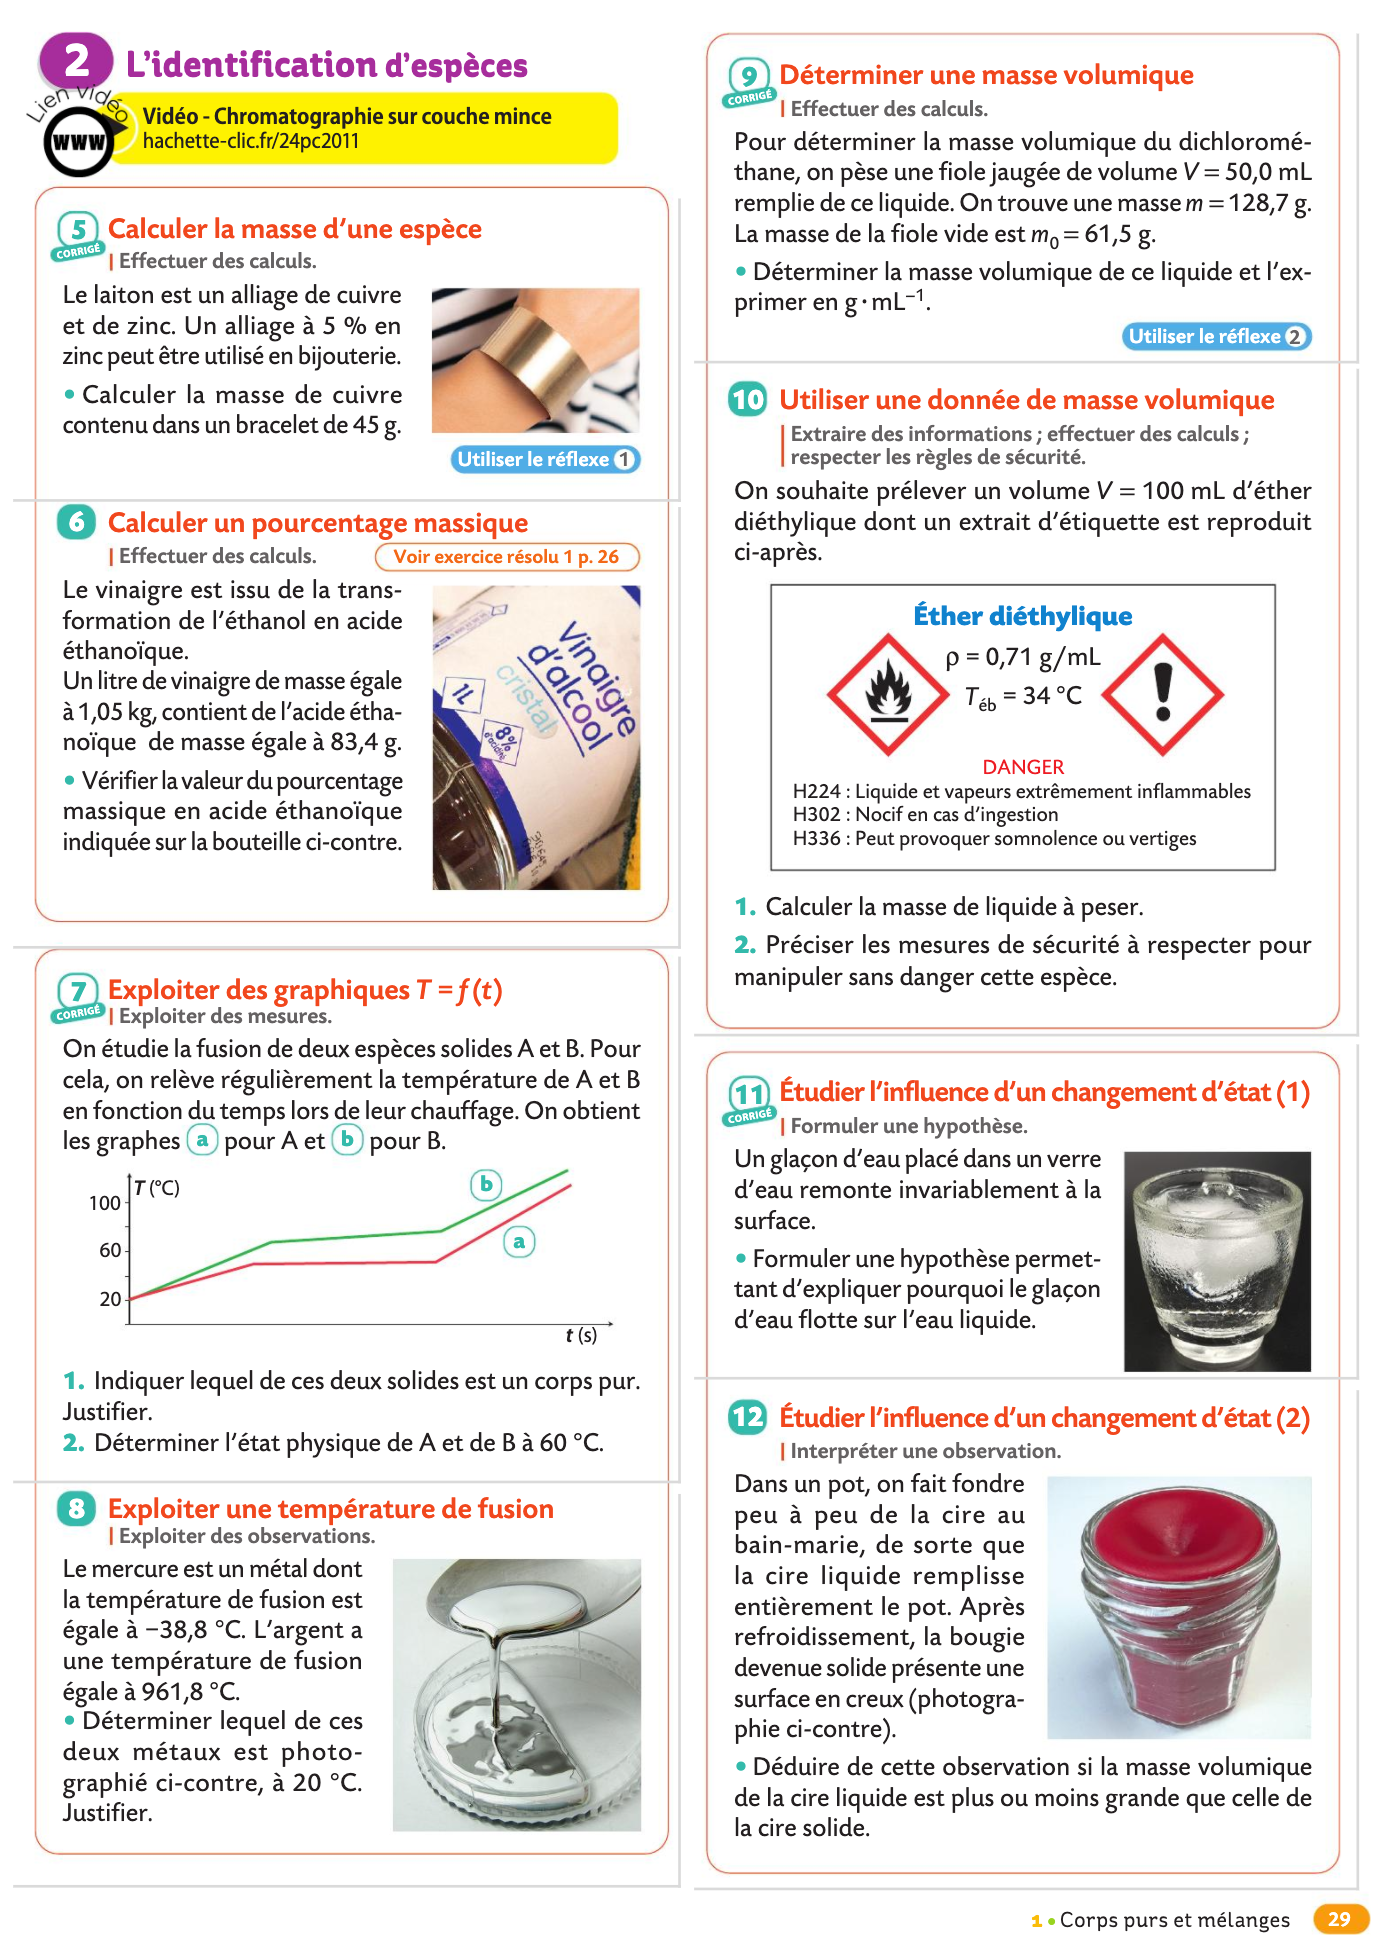 2 L'identification d'espèces
Lien vidéo
www
Vidéo - Chromatographie sur couche mince
hachette-clic.fr/24pc2011
5 Calculer la masse d'une espèce
CORRIGÉ
Effectuer des calculs.
Le laiton est un alliage de cuivre
et de zinc. Un alliage à 5 % en
zinc peut être utilisé en bijouterie.
• Calculer la masse de cuivre
contenu dans un bracelet de 45 g.
Utiliser le réflexe 1
6 Calculer un pourcentage massique
Effectuer des calculs.
Voir exercice résolu 1 p. 26
Le vinaigre est issu de la trans-
formation de l'éthanol en acide
éthanoïque.
Un litre de vinaigre de masse égale
à 1,05 kg, contient de l'acide étha-
noïque de masse égale à 83,4 g.
• Vérifier la valeur du pourcentage
massique en acide éthanoïque
indiquée sur la bouteille ci-contre.
Vinaigre
d'alcool
cristal
1L
8%
d'acidité
7 Exploiter des graphiques T = f(t)
CORRIGÉ
Exploiter des mesures.
On étudie la fusion de deux espèces solides A et B. Pour
cela, on relève régulièrement la température de A et B
en fonction du temps lors de leur chauffage. On obtient
les graphes a pour A et b pour B.
T (°C)
100
60
20
b
a
t (s)
1. Indiquer lequel de ces deux solides est un corps pur.
Justifier.
2. Déterminer l'état physique de A et de B à 60 °C.
8 Exploiter une température de fusion
Exploiter des observations.
Le mercure est un métal dont
la température de fusion est
égale à −38,8 °C. L'argent a
une température de fusion
égale à 961,8 °C.
• Déterminer lequel de ces
deux métaux est photo-
graphié ci-contre, à 20 °C.
Justifier.
9 Déterminer une masse volumique
CORRIGÉ
Effectuer des calculs.
Pour déterminer la masse volumique du dichloromé-
thane, on pèse une fiole jaugée de volume V = 50,0 mL
remplie de ce liquide. On trouve une masse m = 128,7 g.
La masse de la fiole vide est m₀ = 61,5 g.
• Déterminer la masse volumique de ce liquide et l'ex-
primer en g · mL⁻¹.
Utiliser le réflexe 2
10 Utiliser une donnée de masse volumique
Extraire des informations ; effectuer des calculs ;
respecter les règles de sécurité.
On souhaite prélever un volume V = 100 mL d'éther
diéthylique dont un extrait d'étiquette est reproduit
ci-après.
Éther diéthylique
ρ = 0,71 g/mL
Téb = 34 °C
DANGER
H224 : Liquide et vapeurs extrêmement inflammables
H302 : Nocif en cas d'ingestion
H336 : Peut provoquer somnolence ou vertiges
1. Calculer la masse de liquide à peser.
2. Préciser les mesures de sécurité à respecter pour
manipuler sans danger cette espèce.
11 Étudier l'influence d'un changement d'état (1)
CORRIGÉ
Formuler une hypothèse.
Un glaçon d'eau placé dans un verre
d'eau remonte invariablement à la
surface.
• Formuler une hypothèse permet-
tant d'expliquer pourquoi le glaçon
d'eau flotte sur l'eau liquide.
12 Étudier l'influence d'un changement d'état (2)
Interpréter une observation.
Dans un pot, on fait fondre
peu à peu de la cire au
bain-marie, de sorte que
la cire liquide remplisse
entièrement le pot. Après
refroidissement, la bougie
devenue solide présente une
surface en creux (photogra-
phie ci-contre).
• Déduire de cette observation si la masse volumique
de la cire liquide est plus ou moins grande que celle de
la cire solide.
1 • Corps purs et mélanges 29